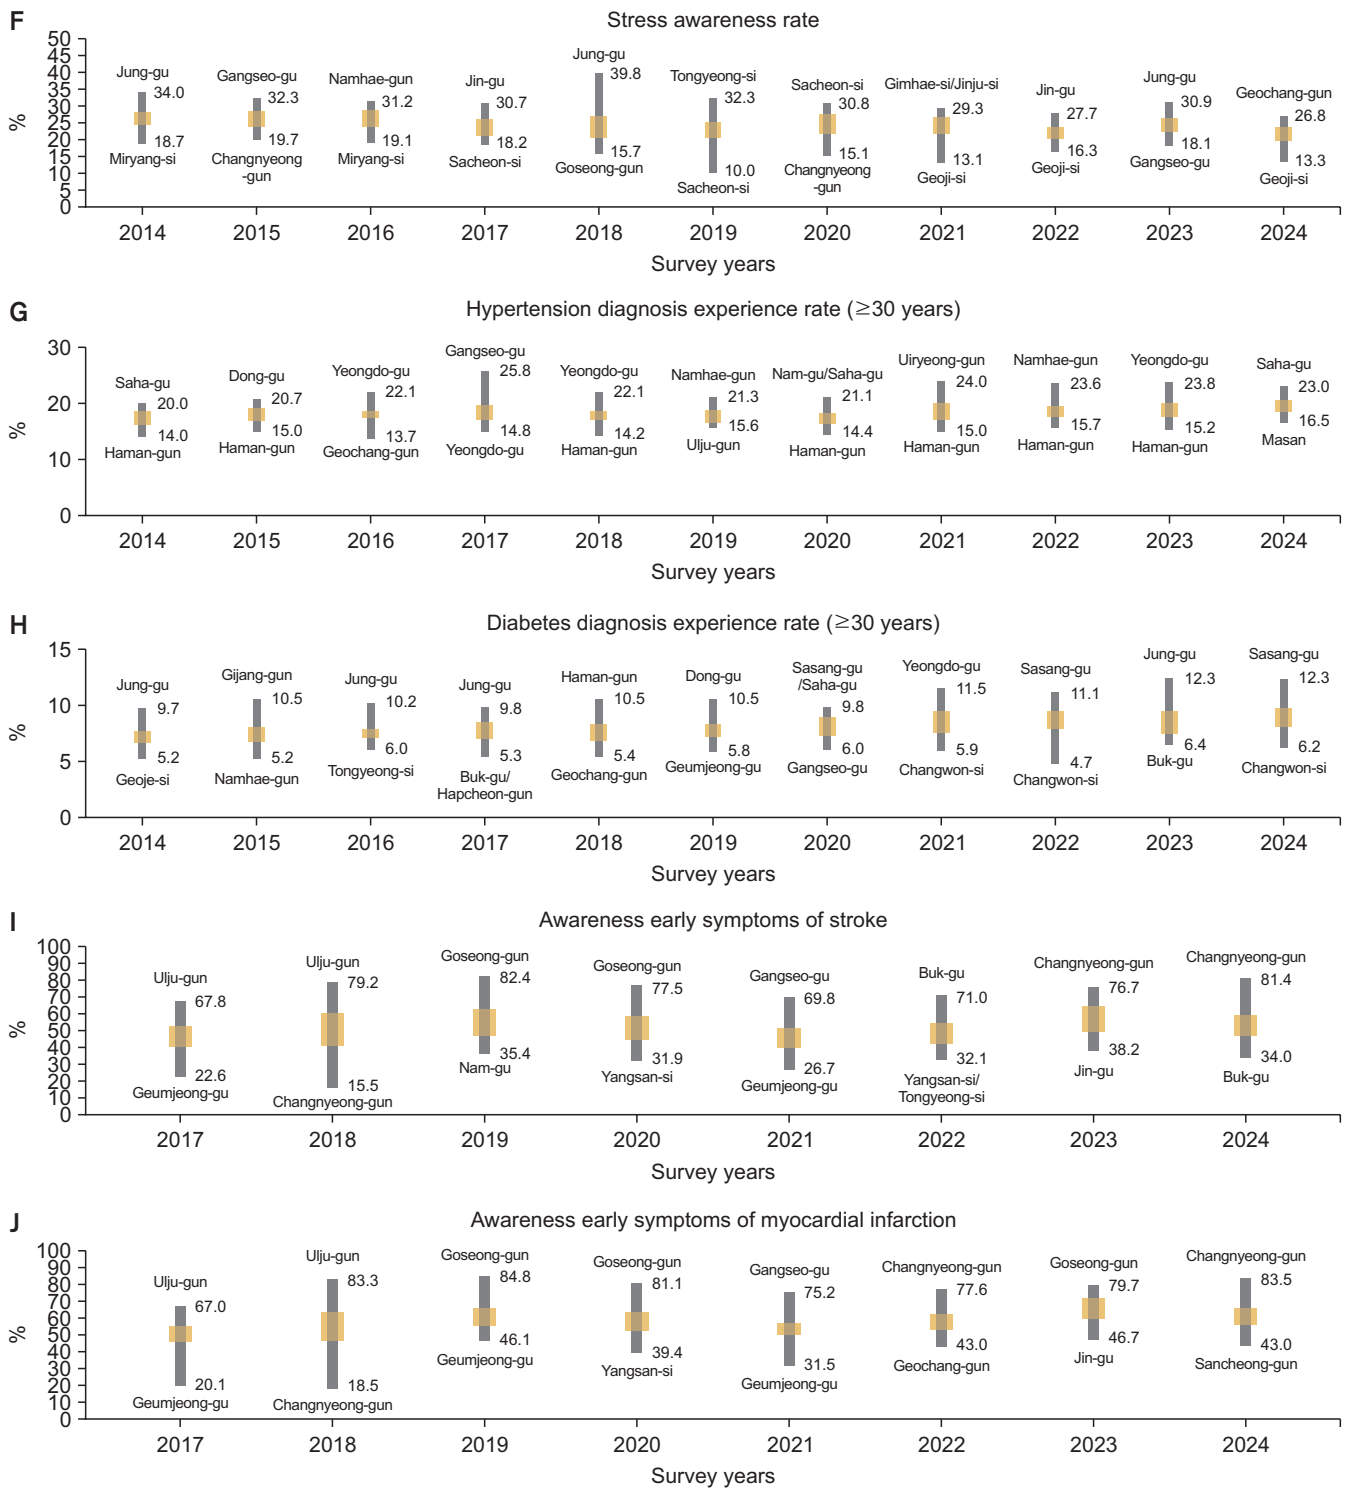 F
Stress awareness rate
50
45
40
35
30
25
20
15
10
5
0
%
Jung-gu
34.0
18.7
Miryang-si
Gangseo-gu
32.3
19.7
Changnyeong
-gun
Namhae-gun
31.2
19.1
Miryang-si
Jin-gu
30.7
18.2
Sacheon-si
Jung-gu
39.8
15.7
Goseong-gun
Tongyeong-si
32.3
10.0
Sacheon-si
Sacheon-si
30.8
15.1
Changnyeong
-gun
Gimhae-si/Jinju-si
29.3
13.1
Geoji-si
Jin-gu
27.7
16.3
Geoji-si
Jung-gu
30.9
18.1
Gangseo-gu
Geochang-gun
26.8
13.3
Geoji-si
2014 2015 2016 2017 2018 2019 2020 2021 2022 2023 2024
Survey years
G
Hypertension diagnosis experience rate (≥30 years)
30
20
10
0
%
Saha-gu
20.0
14.0
Haman-gun
Dong-gu
20.7
15.0
Haman-gun
Yeongdo-gu
22.1
13.7
Geochang-gun
Gangseo-gu
25.8
14.8
Yeongdo-gu
Yeongdo-gu
22.1
14.2
Haman-gun
Namhae-gun
21.3
15.6
Ulju-gun
Nam-gu/Saha-gu
21.1
14.4
Haman-gun
Uiryeong-gun
24.0
15.0
Haman-gun
Namhae-gun
23.6
15.7
Haman-gun
Yeongdo-gu
23.8
15.2
Haman-gun
Saha-gu
23.0
16.5
Masan
2014 2015 2016 2017 2018 2019 2020 2021 2022 2023 2024
Survey years
H
Diabetes diagnosis experience rate (≥30 years)
15
10
5
0
%
Jung-gu
9.7
5.2
Geoje-si
Gijang-gun
10.5
5.2
Namhae-gun
Jung-gu
10.2
6.0
Tongyeong-si
Jung-gu
9.8
5.3
Buk-gu/
Hapcheon-gun
Haman-gun
10.5
5.4
Geochang-gun
Dong-gu
10.5
5.8
Geumjeong-gu
Sasang-gu
/Saha-gu
9.8
6.0
Gangseo-gu
Yeongdo-gu
11.5
5.9
Changwon-si
Sasang-gu
11.1
4.7
Changwon-si
Jung-gu
12.3
6.4
Buk-gu
Sasang-gu
12.3
6.2
Changwon-si
2014 2015 2016 2017 2018 2019 2020 2021 2022 2023 2024
Survey years
I
Awareness early symptoms of stroke
100
90
80
70
60
50
40
30
20
10
0
%
Ulju-gun
67.8
22.6
Geumjeong-gu
Ulju-gun
79.2
15.5
Changnyeong-gun
Goseong-gun
82.4
35.4
Nam-gu
Goseong-gun
77.5
31.9
Yangsan-si
Gangseo-gu
69.8
26.7
Geumjeong-gu
Buk-gu
71.0
32.1
Yangsan-si/
Tongyeong-si
Changnyeong-gun
76.7
38.2
Jin-gu
Changnyeong-gun
81.4
34.0
Buk-gu
2017 2018 2019 2020 2021 2022 2023 2024
Survey years
J
Awareness early symptoms of myocardial infarction
100
90
80
70
60
50
40
30
20
10
0
%
Ulju-gun
67.0
20.1
Geumjeong-gu
Ulju-gun
83.3
18.5
Changnyeong-gun
Goseong-gun
84.8
46.1
Geumjeong-gu
Goseong-gun
81.1
39.4
Yangsan-si
Gangseo-gu
75.2
31.5
Geumjeong-gu
Changnyeong-gun
77.6
43.0
Geochang-gun
Goseong-gun
79.7
46.7
Jin-gu
Changnyeong-gun
83.5
43.0
Sancheong-gun
2017 2018 2019 2020 2021 2022 2023 2024
Survey years